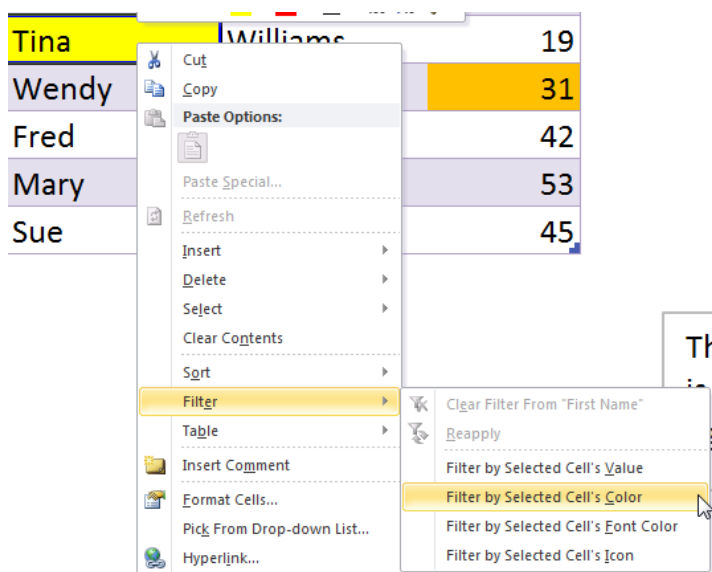 Tina Williams 19
Wendy 31
Fred 42
Mary 53
Sue 45
Cut
Copy
Paste Options:
Paste Special...
Refresh
Insert
Delete
Select
Clear Contents
Sort
Filter
Table
Insert Comment
Format Cells...
Pick From Drop-down List...
Hyperlink...
Clear Filter From "First Name"
Reapply
Filter by Selected Cell's Value
Filter by Selected Cell's Color
Filter by Selected Cell's Font Color
Filter by Selected Cell's Icon